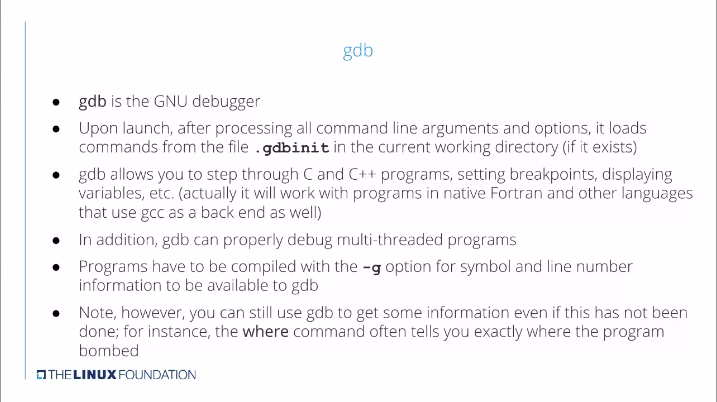 gdb
● gdb is the GNU debugger
● Upon launch, after processing all command line arguments and options, it loads
commands from the file .gdbinit in the current working directory (if it exists)
● gdb allows you to step through C and C++ programs, setting breakpoints, displaying
variables, etc. (actually it will work with programs in native Fortran and other languages
that use gcc as a back end as well)
● In addition, gdb can properly debug multi-threaded programs
● Programs have to be compiled with the -g option for symbol and line number
information to be available to gdb
● Note, however, you can still use gdb to get some information even if this has not been
done; for instance, the where command often tells you exactly where the program
bombed
THE LINUX FOUNDATION